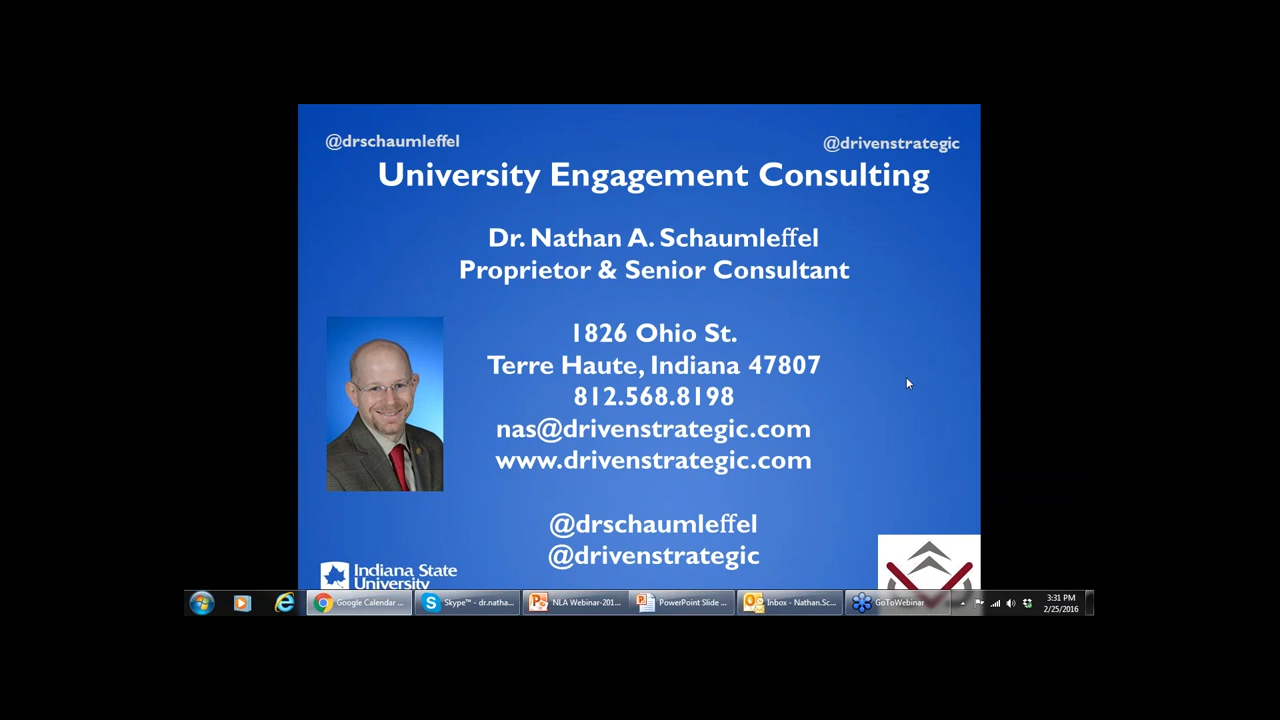 @drschaumleffel
@drivenstrategic
University Engagement Consulting
Dr. Nathan A. Schaumleffel
Proprietor & Senior Consultant
1826 Ohio St.
Terre Haute, Indiana 47807
812.568.8198
nas@drivenstrategic.com
www.drivenstrategic.com
@drschaumleffel
@drivenstrategic
Indiana State
University
Google Calendar ...
Skype™ - dr.natha...
NLA Webinar-201...
PowerPoint Slide ...
Inbox - Nathan.Sc...
GoToWebinar
3:31 PM
2/25/2016